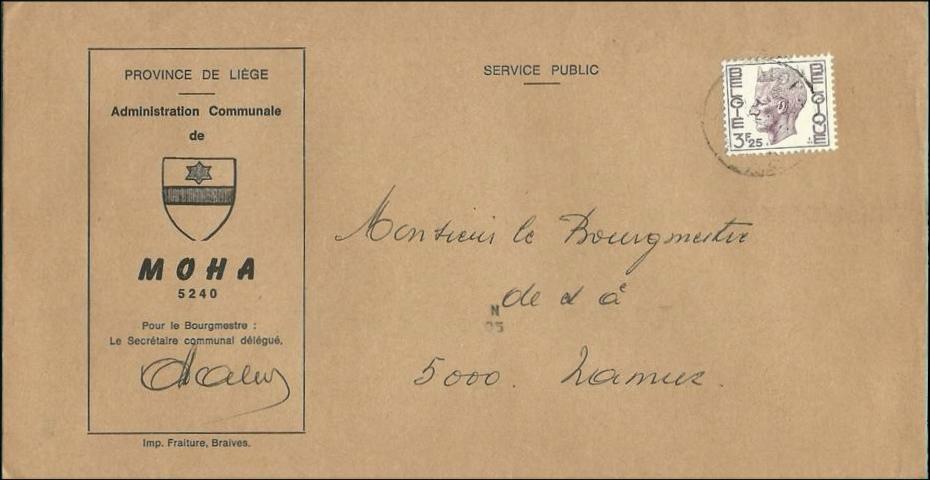 PROVINCE DE LIÈGE
Administration Communale
de
MOHA
5240
Pour le Bourgmestre :
Le Secrétaire communal délégué,
Imp. Fraiture, Braives.
SERVICE PUBLIC
BELGIE
BELGIQUE
3F25
Monsieur le Bourgmestre
de et à
N
5000. Namur.